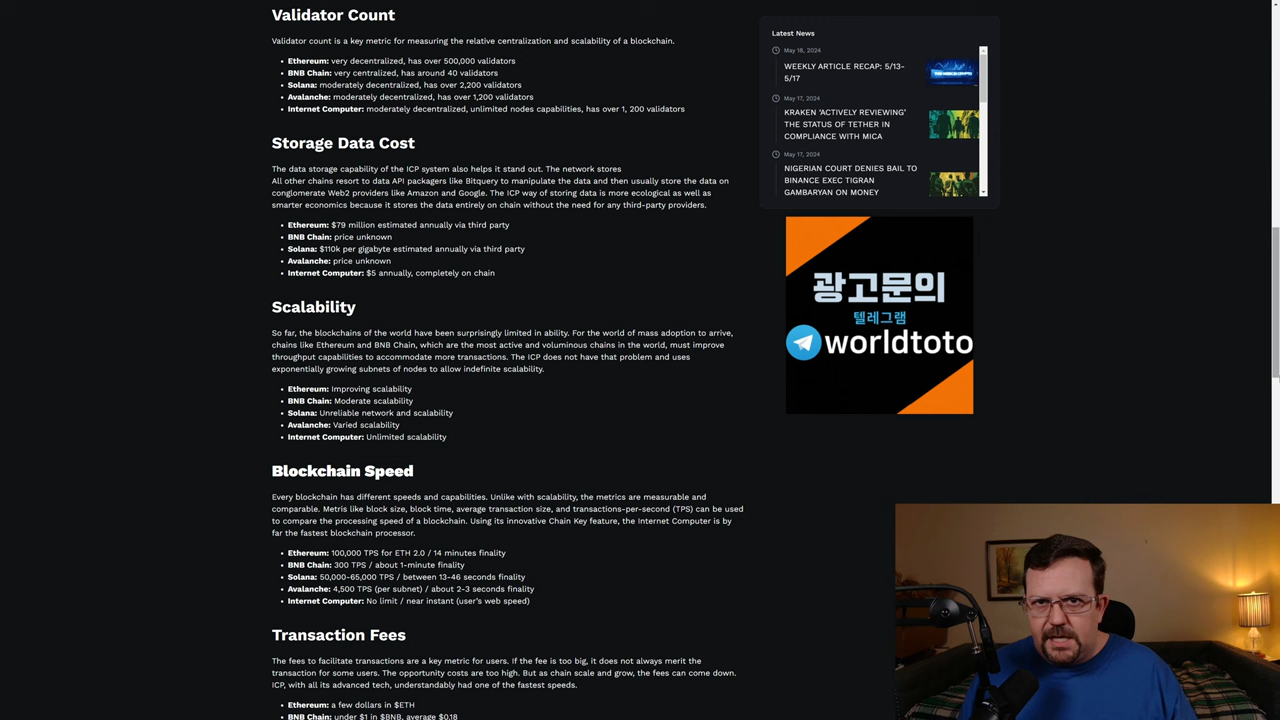 Validator Count
Validator count is a key metric for measuring the relative centralization and scalability of a blockchain.
• Ethereum: very decentralized, has over 500,000 validators
• BNB Chain: very centralized, has around 40 validators
• Solana: moderately decentralized, has over 2,200 validators
• Avalanche: moderately decentralized, has over 1,200 validators
• Internet Computer: moderately decentralized, unlimited nodes capabilities, has over 1, 200 validators
Storage Data Cost
The data storage capability of the ICP system also helps it stand out. The network stores
All other chains resort to data API packagers like Bitquery to manipulate the data and then usually store the data on
conglomerate Web2 providers like Amazon and Google. The ICP way of storing data is more ecological as well as
smarter economics because it stores the data entirely on chain without the need for any third-party providers.
• Ethereum: $79 million estimated annually via third party
• BNB Chain: price unknown
• Solana: $110k per gigabyte estimated annually via third party
• Avalanche: price unknown
• Internet Computer: $5 annually, completely on chain
Scalability
So far, the blockchains of the world have been surprisingly limited in ability. For the world of mass adoption to arrive,
chains like Ethereum and BNB Chain, which are the most active and voluminous chains in the world, must improve
throughput capabilities to accommodate more transactions. The ICP does not have that problem and uses
exponentially growing subnets of nodes to allow indefinite scalability.
• Ethereum: Improving scalability
• BNB Chain: Moderate scalability
• Solana: Unreliable network and scalability
• Avalanche: Varied scalability
• Internet Computer: Unlimited scalability
Blockchain Speed
Every blockchain has different speeds and capabilities. Unlike with scalability, the metrics are measurable and
comparable. Metris like block size, block time, average transaction size, and transactions-per-second (TPS) can be used
to compare the processing speed of a blockchain. Using its innovative Chain Key feature, the Internet Computer is by
far the fastest blockchain processor.
• Ethereum: 100,000 TPS for ETH 2.0 / 14 minutes finality
• BNB Chain: 300 TPS / about 1-minute finality
• Solana: 50,000-65,000 TPS / between 13-46 seconds finality
• Avalanche: 4,500 TPS (per subnet) / about 2-3 seconds finality
• Internet Computer: No limit / near instant (user's web speed)
Transaction Fees
The fees to facilitate transactions are a key metric for users. If the fee is too big, it does not always merit the
transaction for some users. The opportunity costs are too high. But as chain scale and grow, the fees can come down.
ICP, with all its advanced tech, understandably had one of the fastest speeds.
• Ethereum: a few dollars in $ETH
• BNB Chain: under $1 in $BNB, average $0.18
Latest News
May 18, 2024
WEEKLY ARTICLE RECAP: 5/13-
5/17
May 17, 2024
KRAKEN ‘ACTIVELY REVIEWING’
THE STATUS OF TETHER IN
COMPLIANCE WITH MICA
May 17, 2024
NIGERIAN COURT DENIES BAIL TO
BINANCE EXEC TIGRAN
GAMBARYAN ON MONEY
광고문의
텔레그램
worldtoto